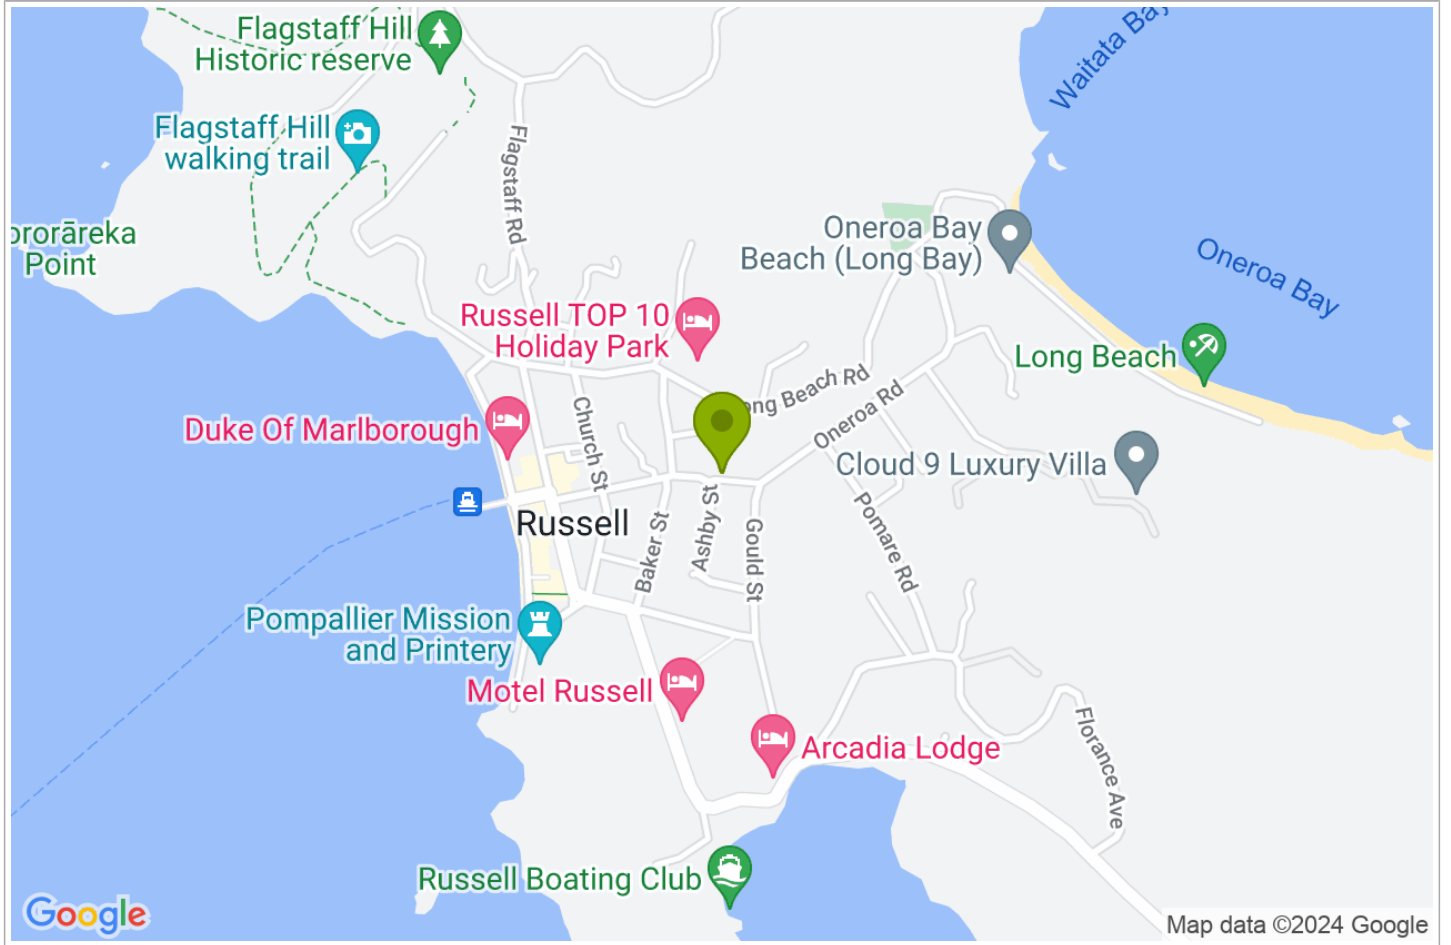 Flagstaff Hill
Historic reserve
Waitata Bay
Flagstaff Hill
walking trail
Flagstaff Rd
ororāreka
Point
Oneroa Bay
Beach (Long Bay)
Oneroa Bay
Russell TOP 10
Holiday Park
Long Beach
ong Beach Rd
Oneroa Rd
Duke Of Marlborough
Church St
Cloud 9 Luxury Villa
Russell
Baker St
Ashby St
Gould St
Pomare Rd
Pompallier Mission
and Printery
Motel Russell
Arcadia Lodge
Florance Ave
Russell Boating Club
Google
Map data ©2024 Google